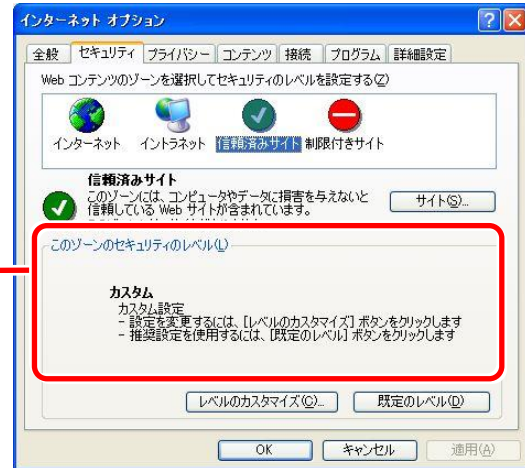 インターネット オプション
全般 セキュリティ プライバシー コンテンツ 接続 プログラム 詳細設定
Web コンテンツのゾーンを選択してセキュリティのレベルを設定する(Z)
インターネット イントラネット 信頼済みサイト 制限付きサイト
信頼済みサイト
このゾーンには、コンピュータやデータに損害を与えないと
信頼している Web サイトが含まれています。
サイト(S)...
このゾーンのセキュリティのレベル(L)
カスタム
カスタム設定
- 設定を変更するには、[レベルのカスタマイズ] ボタンをクリックします
- 推奨設定を使用するには、[既定のレベル] ボタンをクリックします
レベルのカスタマイズ(C)... 既定のレベル(D)
OK キャンセル 適用(A)